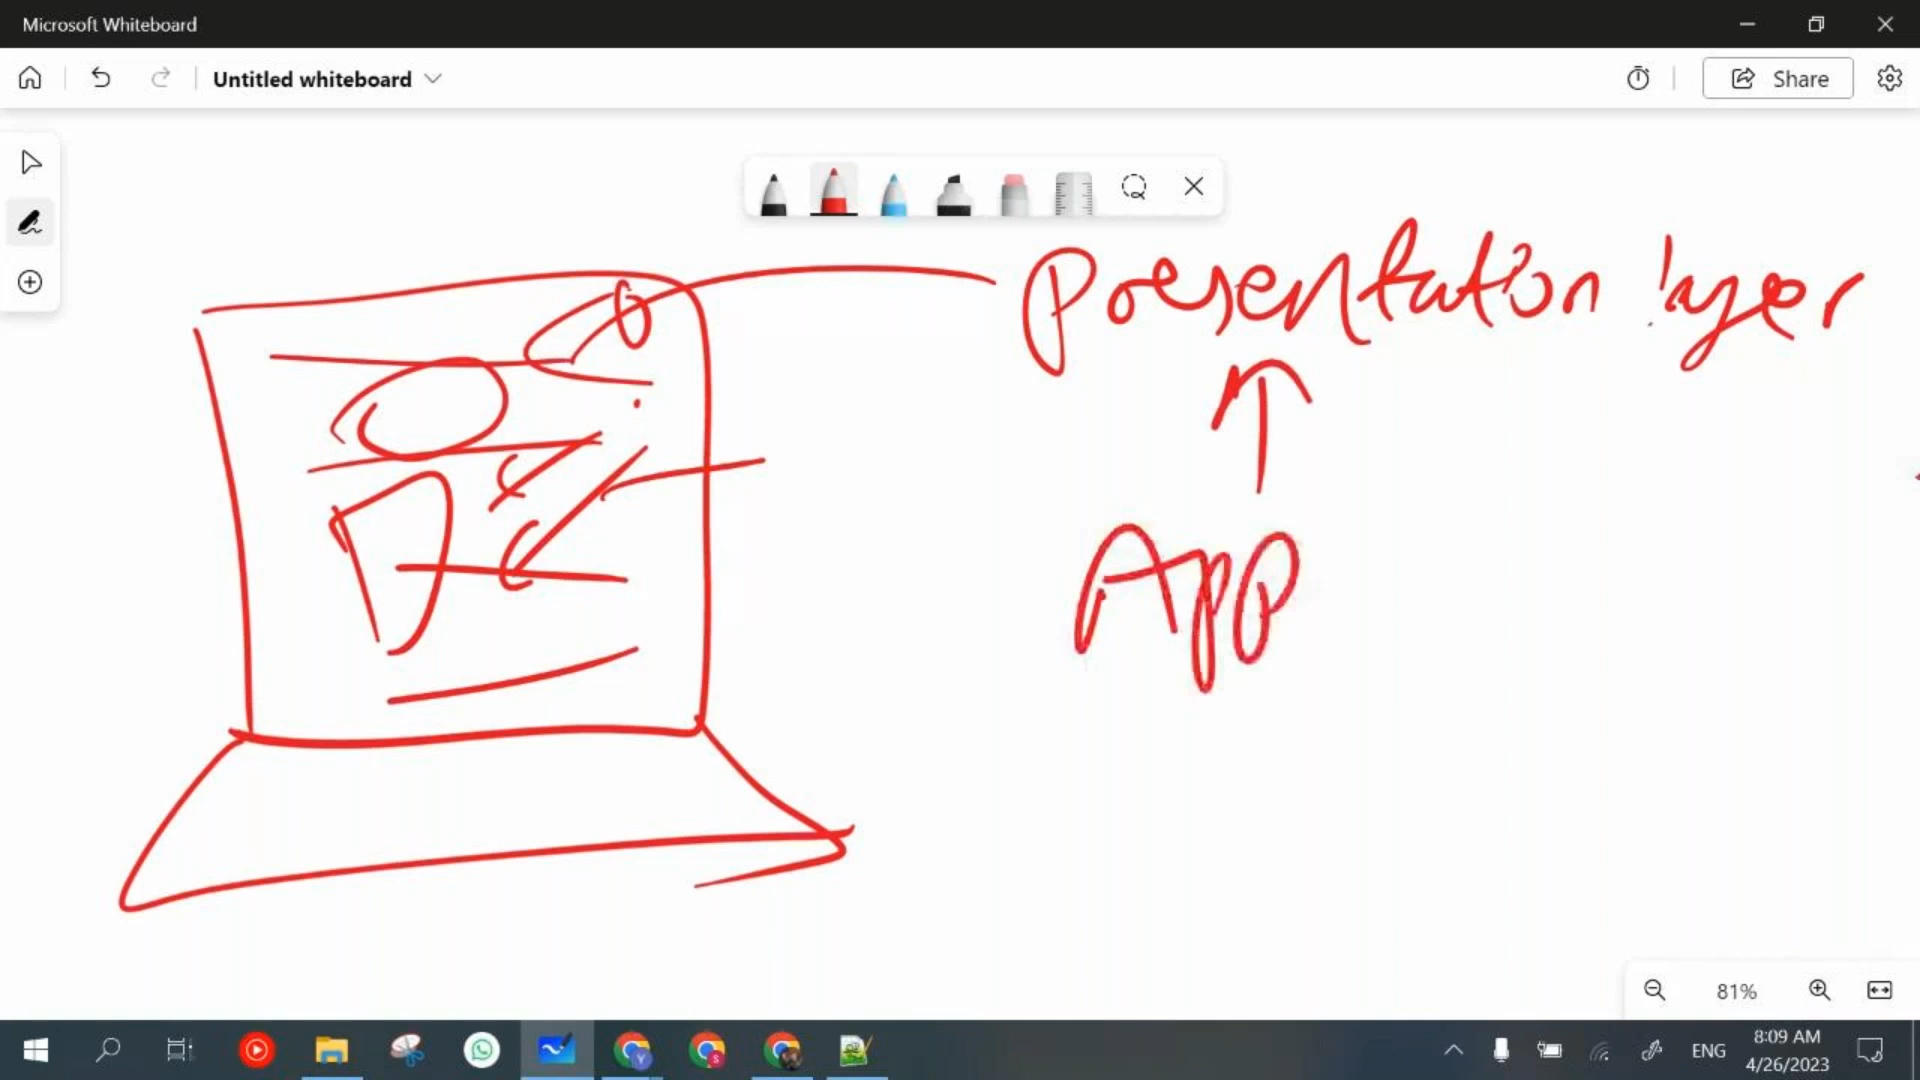 Microsoft Whiteboard
Untitled whiteboard
Share
Presentation layer
App
81%
ENG
8:09 AM
4/26/2023